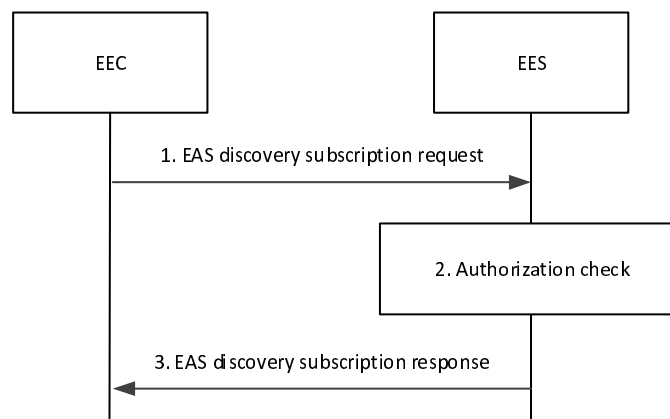 EEC
EES
1. EAS discovery subscription request
2. Authorization check
3. EAS discovery subscription response